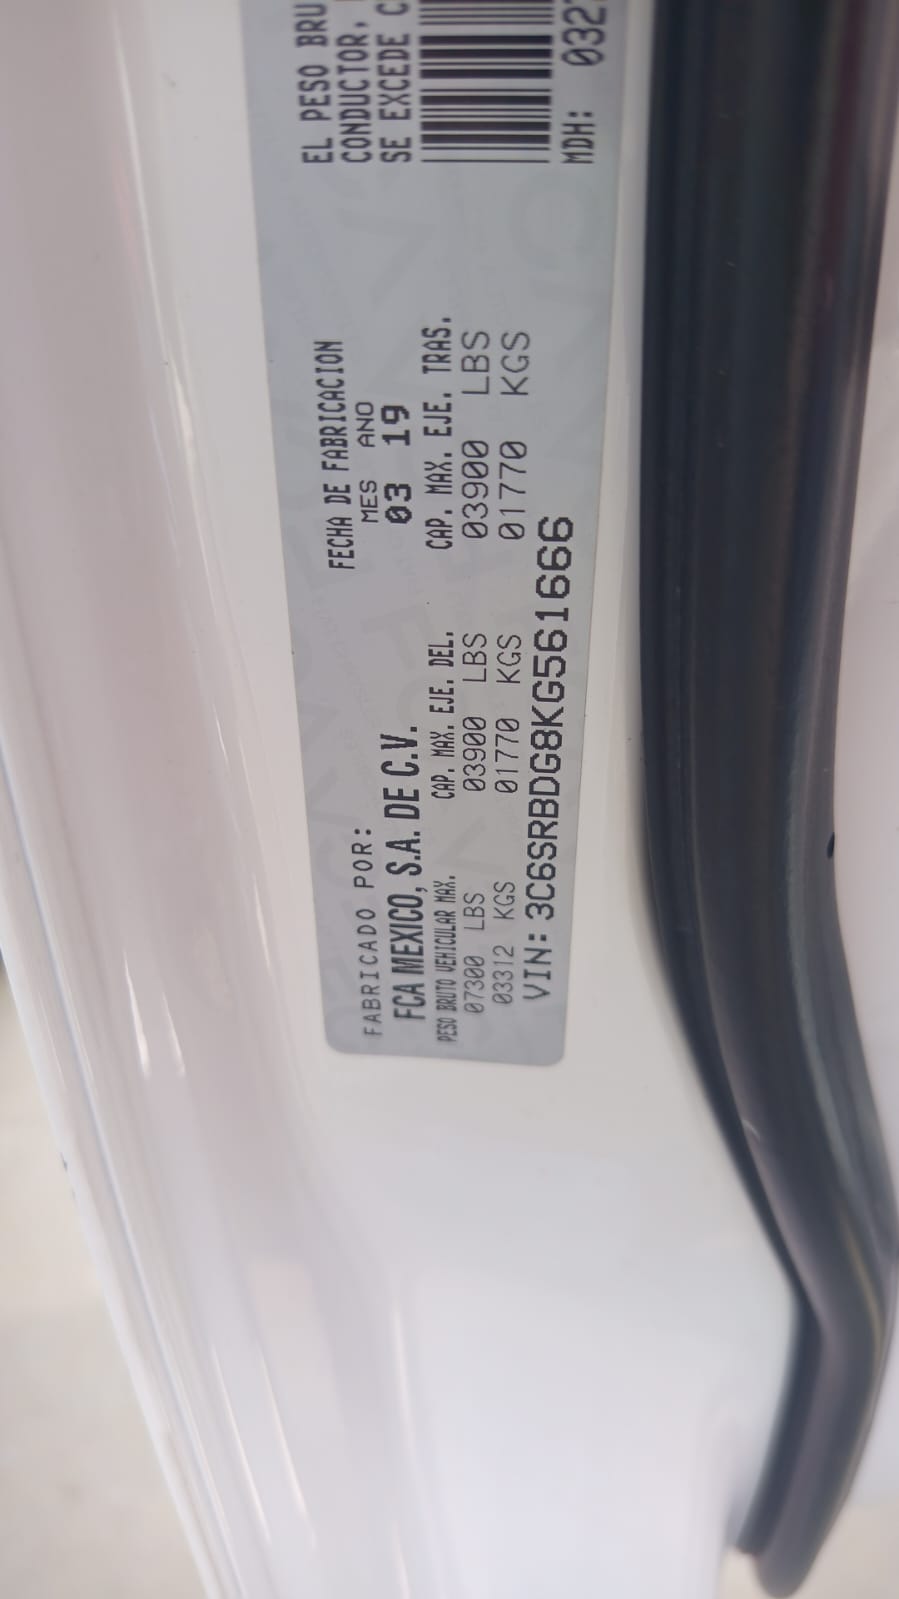 FABRICADO POR:
FCA MEXICO, S.A. DE C.V.
FECHA DE FABRICACION
MES ANO
03 19
PESO BRUTO VEHICULAR MAX. CAP. MAX. EJE. DEL. CAP. MAX. EJE. TRAS.
07300 LBS 03900 LBS 03900 LBS
03312 KGS 01770 KGS 01770 KGS
VIN: 3C6SRBDG8KG561666
EL PESO
CONDUCTOR,
SE EXCEDE
MDH: